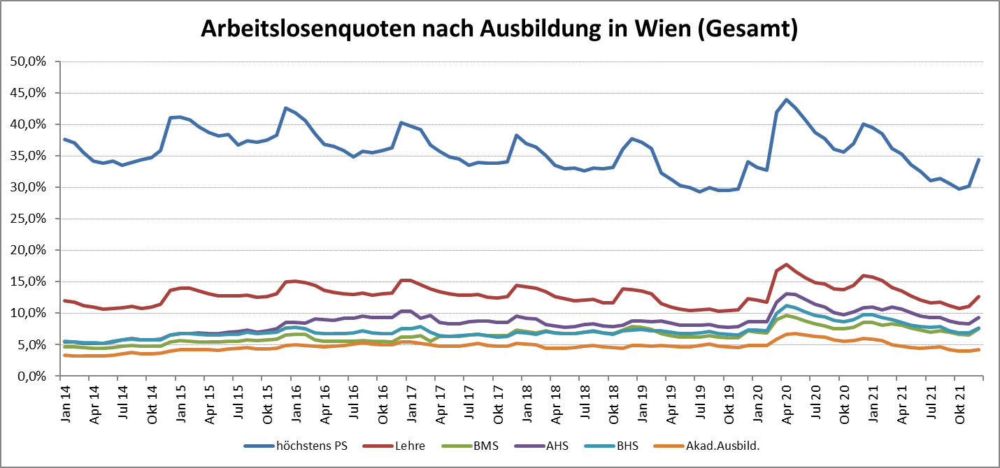 Arbeitslosenquoten nach Ausbildung in Wien (Gesamt)
50,0%
45,0%
40,0%
35,0%
30,0%
25,0%
20,0%
15,0%
10,0%
5,0%
0,0%
Jan 14
Apr 14
Jul 14
Okt 14
Jan 15
Apr 15
Jul 15
Okt 15
Jan 16
Apr 16
Jul 16
Okt 16
Jan 17
Apr 17
Jul 17
Okt 17
Jan 18
Apr 18
Jul 18
Okt 18
Jan 19
Apr 19
Jul 19
Okt 19
Jan 20
Apr 20
Jul 20
Okt 20
Jan 21
Apr 21
Jul 21
Okt 21
höchstens PS Lehre BMS AHS BHS Akad.Ausbild.